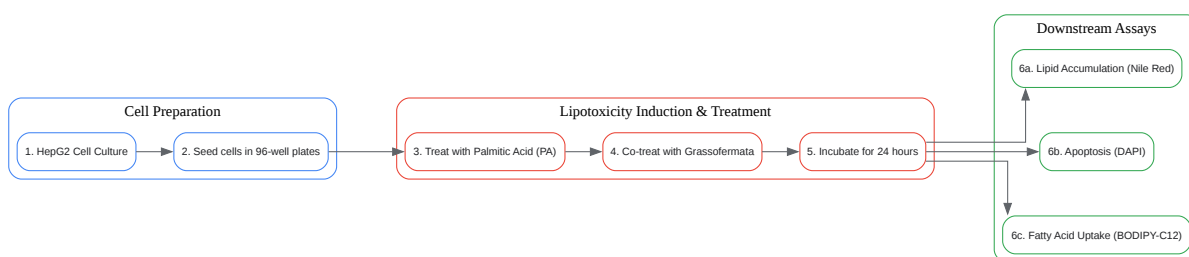 Cell Preparation
1. HepG2 Cell Culture
2. Seed cells in 96-well plates
Lipotoxicity Induction & Treatment
3. Treat with Palmitic Acid (PA)
4. Co-treat with Grassofermata
5. Incubate for 24 hours
Downstream Assays
6a. Lipid Accumulation (Nile Red)
6b. Apoptosis (DAPI)
6c. Fatty Acid Uptake (BODIPY-C12)